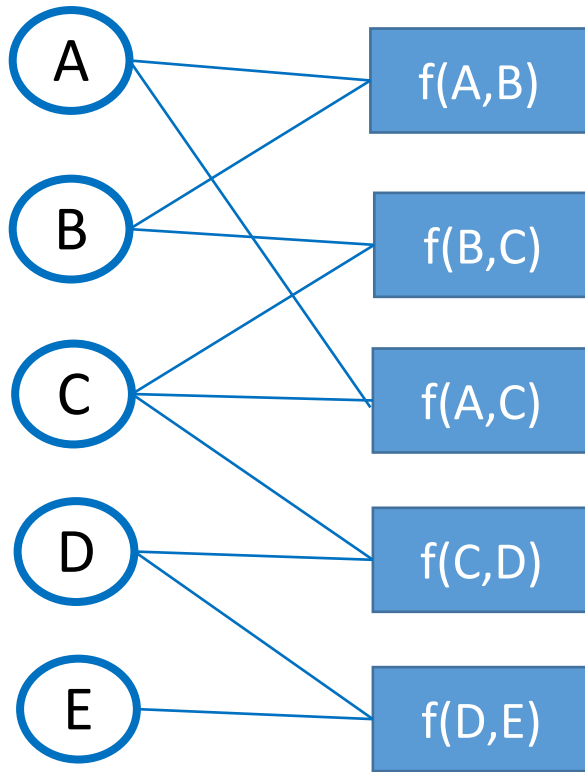 A
f(A,B)
B
f(B,C)
C
f(A,C)
D
f(C,D)
E
f(D,E)